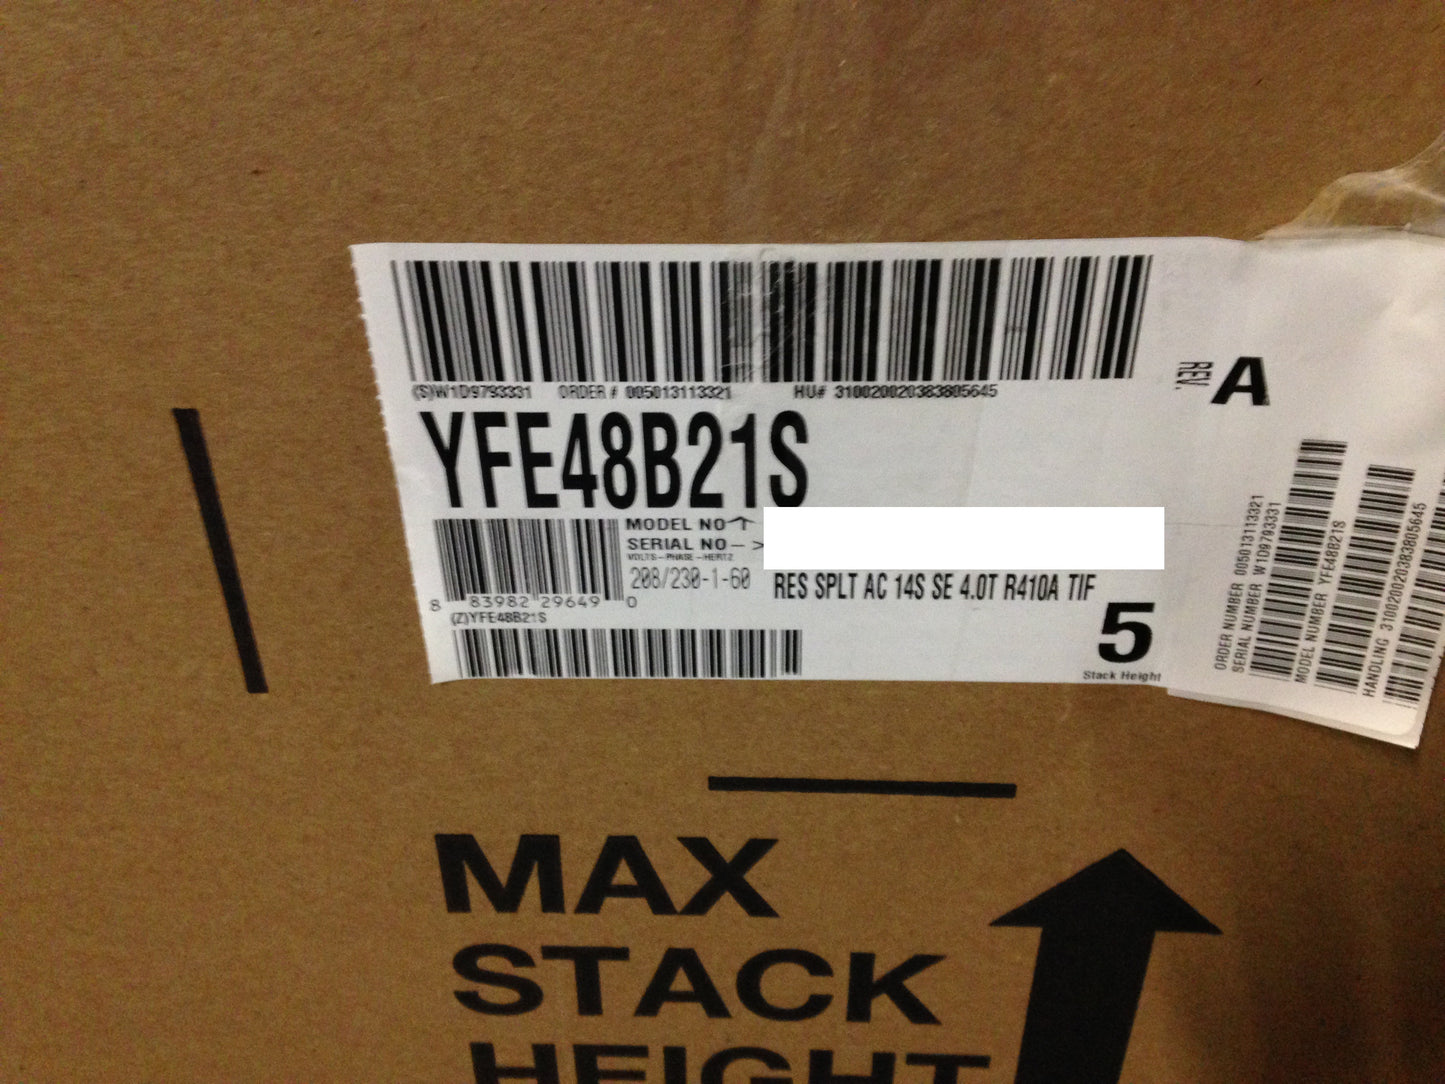 (S)W1D9793331 ORDER # 005013113321 HU# 310020020383805645
REV. A
YFE48B21S
MODEL NO
SERIAL NO - >
VOLTS-PHASE-HERTZ
208/230-1-60
RES SPLT AC 14S SE 4.0T R410A TIF
8 83982 29649 0
(Z)YFE48B21S
5
Stack Height
ORDER NUMBER 005013113321
SERIAL NUMBER W1D9793331
MODEL NUMBER YFE48B21S
HANDLING 310020020383805645
MAX
STACK
HEIGHT